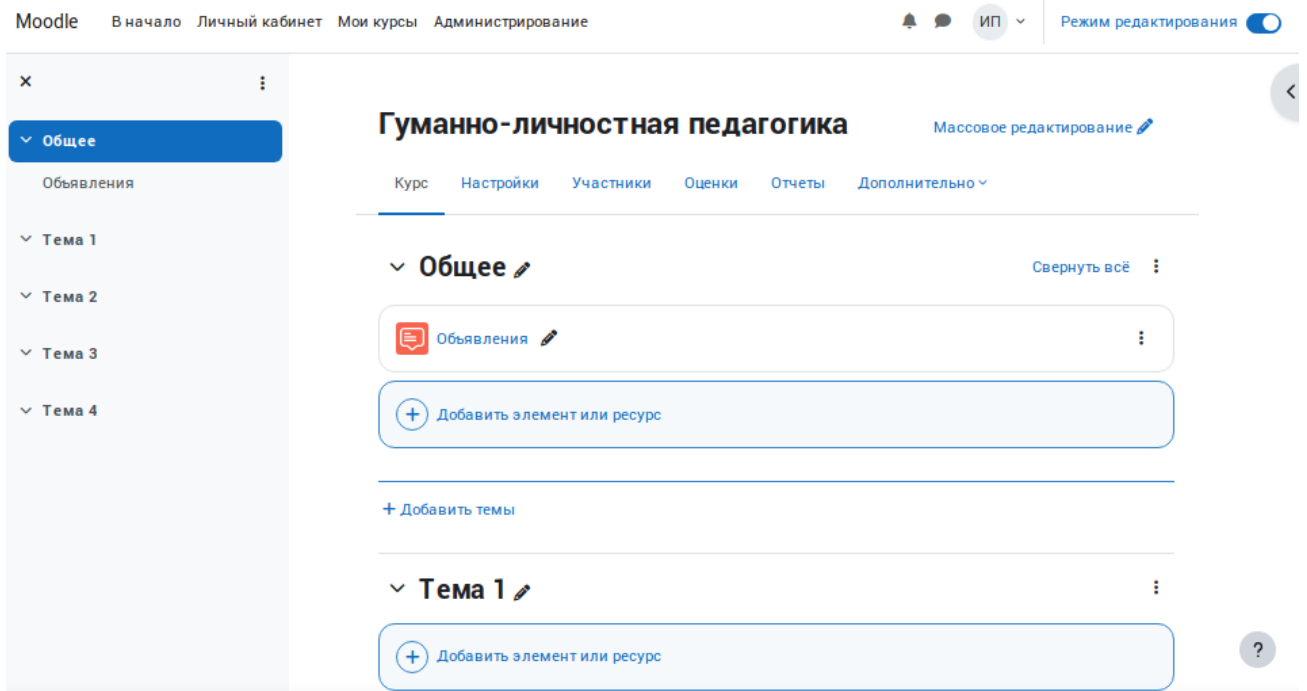 Moodle В начало Личный кабинет Мои курсы Администрирование ИП Режим редактирования
Общее
Объявления
Тема 1
Тема 2
Тема 3
Тема 4
Гуманно-личностная педагогика Массовое редактирование
Курс Настройки Участники Оценки Отчеты Дополнительно
Общее Свернуть всё
Объявления
+ Добавить элемент или ресурс
+ Добавить темы
Тема 1
+ Добавить элемент или ресурс
?